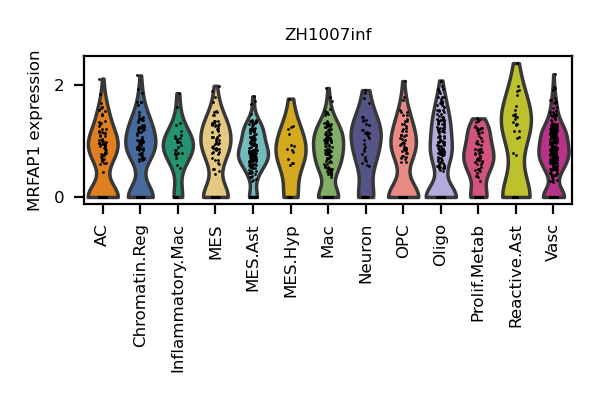 ZH1007inf
MRFAP1 expression
2
0
AC
Chromatin.Reg
Inflammatory.Mac
MES
MES.Ast
MES.Hyp
Mac
Neuron
OPC
Oligo
Prolif.Metab
Reactive.Ast
Vasc